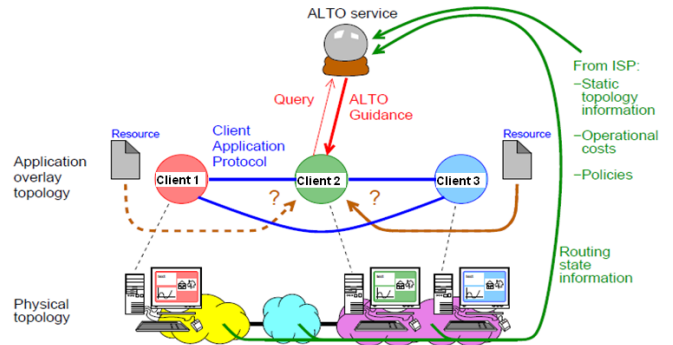 ALTO service
From ISP:
–Static
topology
information
–Operational
costs
–Policies
Query
ALTO
Guidance
Resource
Client
Application
Protocol
Resource
Application
overlay topology
Client 1
Client 2
Client 3
?
?
Routing
state
information
Physical
topology